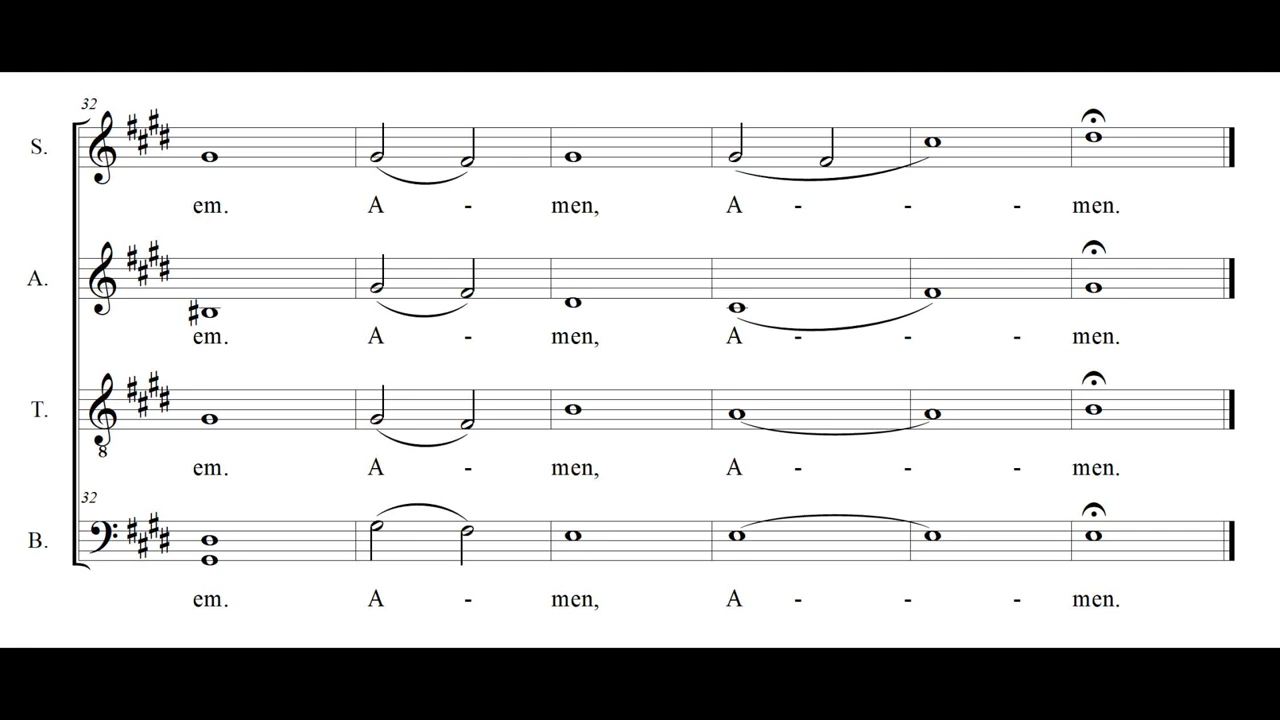 32
S.
em. A - men, A - - - men.
A.
em. A - men, A - - - men.
T.
8
em. A - men, A - - - men.
32
B.
em. A - men, A - - - men.